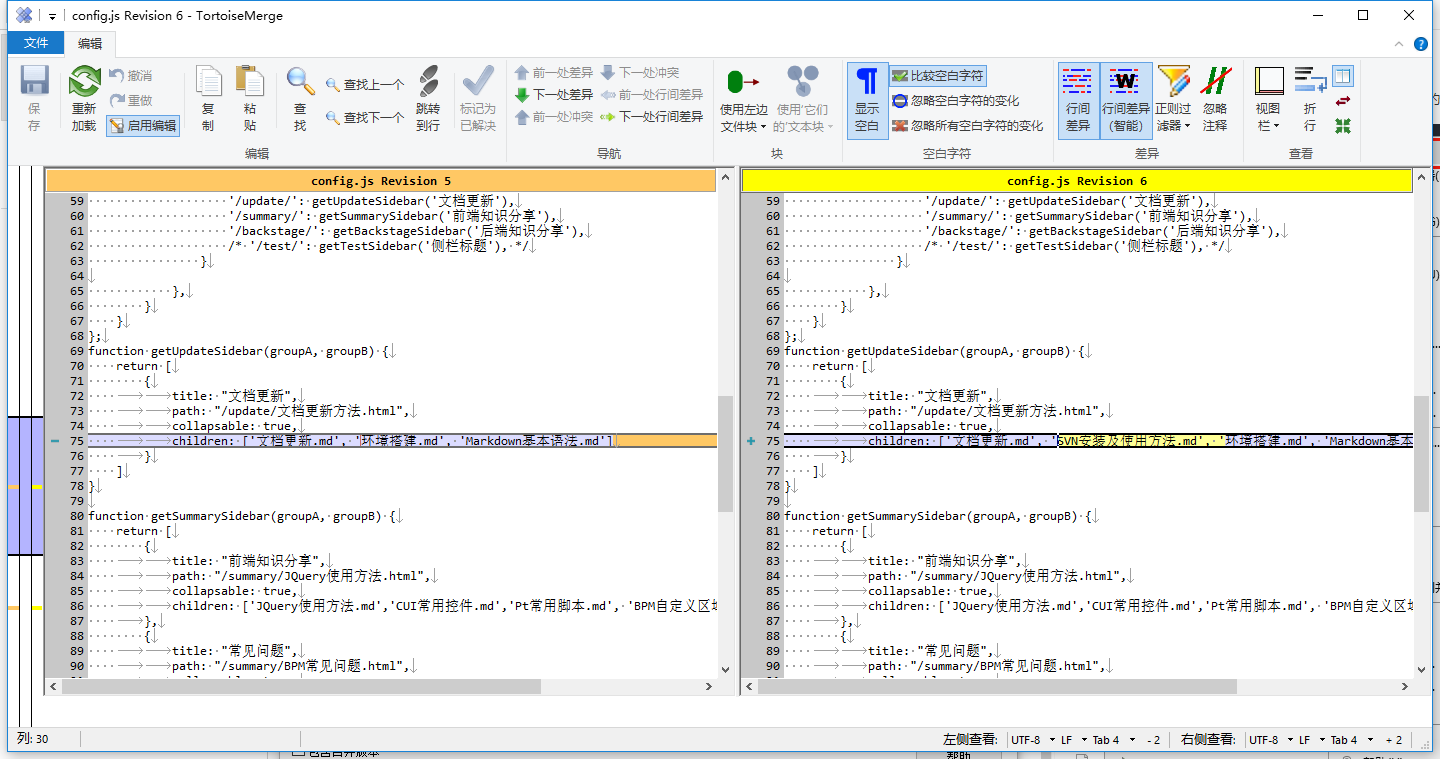 config.js Revision 6 - TortoiseMerge
文件 编辑
保存
重新加载
撤消
重做
启用编辑
复制
粘贴
查找
查找上一个
查找下一个
跳转到行
标记为已解决
编辑
前一处差异
下一处差异
前一处冲突
下一处冲突
前一处行间差异
下一处行间差异
导航
使用左边文件块
使用'它们的'文本块
块
显示空白
比较空白字符
忽略空白字符的变化
忽略所有空白字符的变化
空白字符
行间差异
行间差异(智能)
正则过滤器
忽略注释
差异
视图栏
折行
查看
config.js Revision 5
59 '/update/': getUpdateSidebar('文档更新'),
60 '/summary/': getSummarySidebar('前端知识分享'),
61 '/backstage/': getBackstageSidebar('后端知识分享'),
62 /* '/test/': getTestSidebar('侧栏标题'), */
63 }
64
65 },
66 }
67 }
68 };
69 function getUpdateSidebar(groupA, groupB) {
70 return [
71 {
72 title: "文档更新",
73 path: "/update/文档更新方法.html",
74 collapsable: true,
75 children: ['文档更新.md', '环境搭建.md', 'Markdown基本语法.md']
76 }
77 ]
78 }
79
80 function getSummarySidebar(groupA, groupB) {
81 return [
82 {
83 title: "前端知识分享",
84 path: "/summary/JQuery使用方法.html",
85 collapsable: true,
86 children: ['JQuery使用方法.md','CUI常用控件.md','Pt常用脚本.md', 'BPM自定义区域
87 },
88 {
89 title: "常见问题",
90 path: "/summary/BPM常见问题.html",
config.js Revision 6
59 '/update/': getUpdateSidebar('文档更新'),
60 '/summary/': getSummarySidebar('前端知识分享'),
61 '/backstage/': getBackstageSidebar('后端知识分享'),
62 /* '/test/': getTestSidebar('侧栏标题'), */
63 }
64
65 },
66 }
67 }
68 };
69 function getUpdateSidebar(groupA, groupB) {
70 return [
71 {
72 title: "文档更新",
73 path: "/update/文档更新方法.html",
74 collapsable: true,
75 children: ['文档更新.md', 'SVN安装及使用方法.md', '环境搭建.md', 'Markdown基本
76 }
77 ]
78 }
79
80 function getSummarySidebar(groupA, groupB) {
81 return [
82 {
83 title: "前端知识分享",
84 path: "/summary/JQuery使用方法.html",
85 collapsable: true,
86 children: ['JQuery使用方法.md','CUI常用控件.md','Pt常用脚本.md', 'BPM自定义区域
87 },
88 {
89 title: "常见问题",
90 path: "/summary/BPM常见问题.html",
列: 30 左侧查看: UTF-8 LF Tab 4 - 2 右侧查看: UTF-8 LF Tab 4 + 2